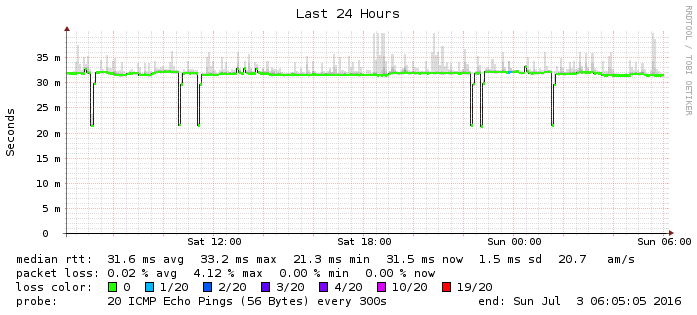 Last 24 Hours
RRDTOOL / TOBI OETIKER
Seconds
35 m
30 m
25 m
20 m
15 m
10 m
5 m
0
Sat 12:00 Sat 18:00 Sun 00:00 Sun 06:00
median rtt: 31.6 ms avg 33.2 ms max 21.3 ms min 31.5 ms now 1.5 ms sd 20.7 am/s
packet loss: 0.02 % avg 4.12 % max 0.00 % min 0.00 % now
loss color: 0 1/20 2/20 3/20 4/20 10/20 19/20
probe: 20 ICMP Echo Pings (56 Bytes) every 300s end: Sun Jul 3 06:05:05 2016